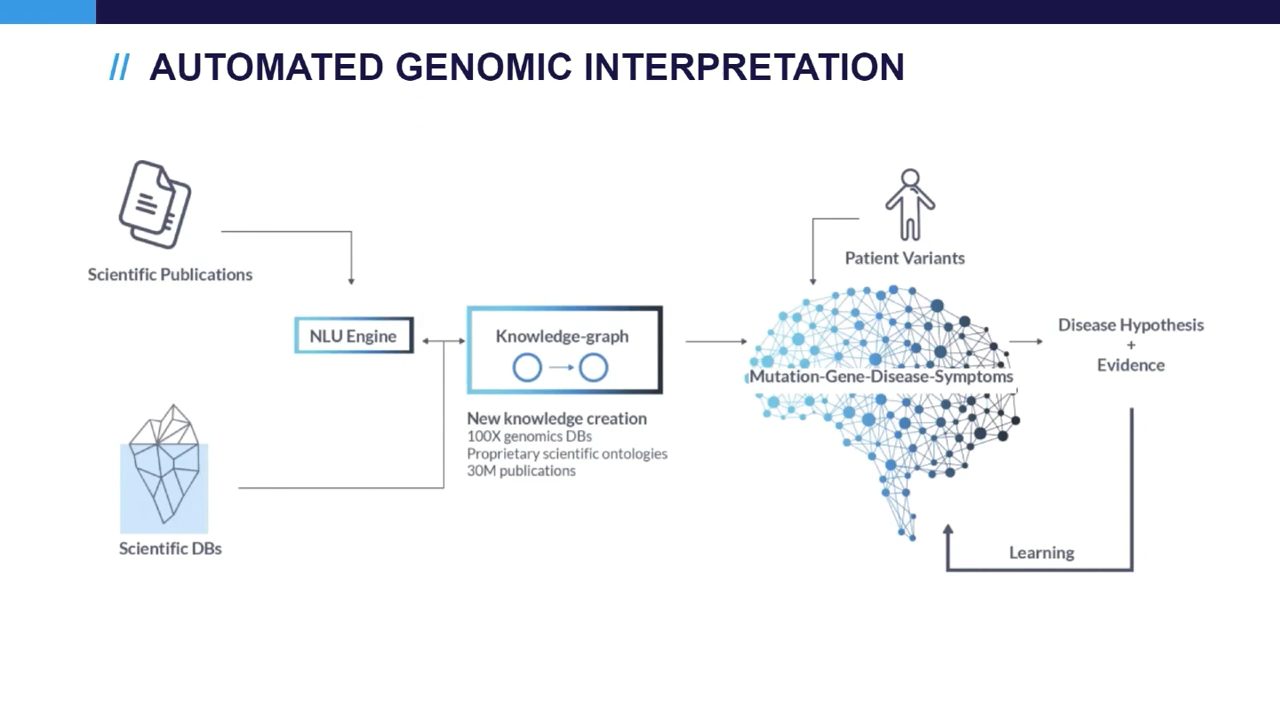 // AUTOMATED GENOMIC INTERPRETATION
Scientific Publications
Patient Variants
NLU Engine
Knowledge-graph
Disease Hypothesis
+
Evidence
Mutation-Gene-Disease-Symptoms
New knowledge creation
100X genomics DBs
Proprietary scientific ontologies
30M publications
Scientific DBs
Learning